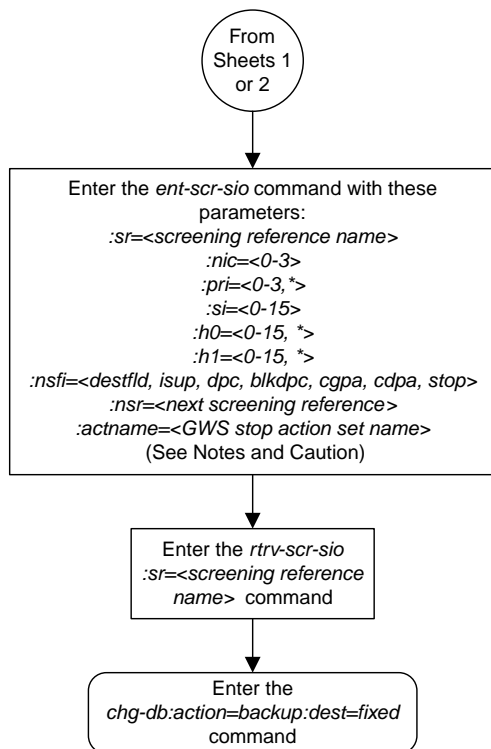 From
Sheets 1
or 2
Enter the ent-scr-sio command with these
parameters:
:sr=<screening reference name>
:nic=<0-3>
:pri=<0-3,*>
:si=<0-15>
:h0=<0-15, *>
:h1=<0-15, *>
:nsfi=<destfld, isup, dpc, blkdpc, cgpa, cdpa, stop>
:nsr=<next screening reference>
:actname=<GWS stop action set name>
(See Notes and Caution)
Enter the rtrv-scr-sio
:sr=<screening reference
name> command
Enter the
chg-db:action=backup:dest=fixed
command